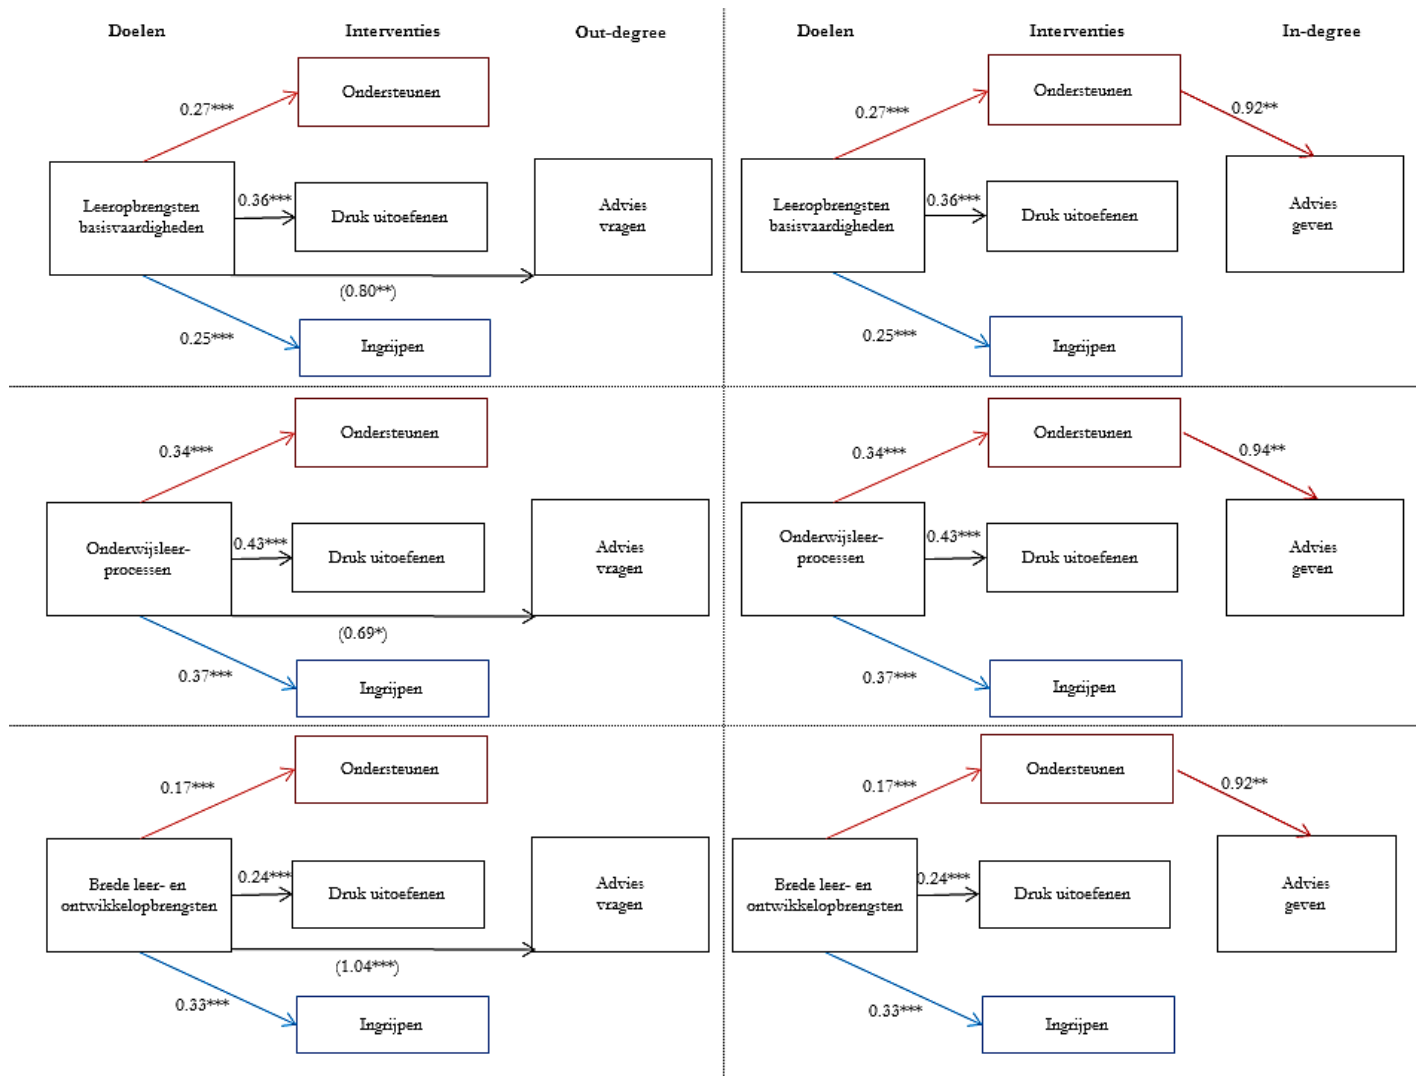 Doelen
Interventies
Out-degree
Ondersteunen
0.27***
Leeropbrengsten
basisvaardigheden
0.36***
Druk uitoefenen
Advies
vragen
(0.80**)
0.25***
Ingrijpen
Doelen
Interventies
In-degree
Ondersteunen
0.27***
0.92**
Leeropbrengsten
basisvaardigheden
0.36***
Druk uitoefenen
Advies
geven
0.25***
Ingrijpen
Ondersteunen
0.34***
Onderwijsleer-
processen
0.43***
Druk uitoefenen
Advies
vragen
(0.69*)
0.37***
Ingrijpen
Ondersteunen
0.34***
0.94**
Onderwijsleer-
processen
0.43***
Druk uitoefenen
Advies
geven
0.37***
Ingrijpen
Ondersteunen
0.17***
Brede leer- en
ontwikkelopbrengsten
0.24***
Druk uitoefenen
Advies
vragen
(1.04***)
0.33***
Ingrijpen
Ondersteunen
0.17***
0.92**
Brede leer- en
ontwikkelopbrengsten
0.24***
Druk uitoefenen
Advies
geven
0.33***
Ingrijpen